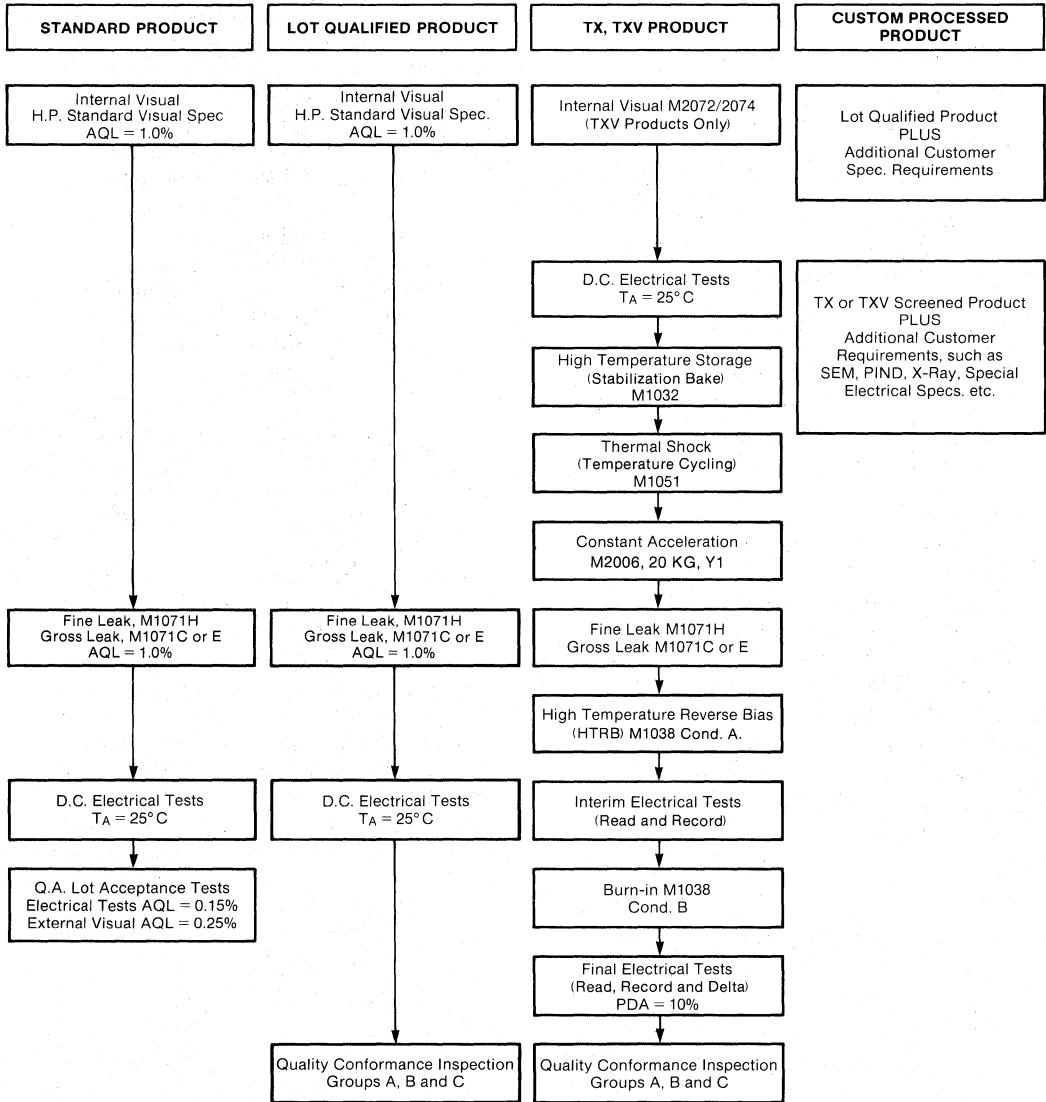 STANDARD PRODUCT
Internal Visual
H.P. Standard Visual Spec
AQL = 1.0%
Fine Leak, M1071H
Gross Leak, M1071C or E
AQL = 1.0%
D.C. Electrical Tests
TA = 25°C
Q.A. Lot Acceptance Tests
Electrical Tests AQL = 0.15%
External Visual AQL = 0.25%
LOT QUALIFIED PRODUCT
Internal Visual
H.P. Standard Visual Spec.
AQL = 1.0%
Fine Leak, M1071H
Gross Leak, M1071C or E
AQL = 1.0%
D.C. Electrical Tests
TA = 25°C
Quality Conformance Inspection
Groups A, B and C
TX, TXV PRODUCT
Internal Visual M2072/2074
(TXV Products Only)
D.C. Electrical Tests
TA = 25°C
High Temperature Storage
(Stabilization Bake)
M1032
Thermal Shock
(Temperature Cycling)
M1051
Constant Acceleration
M2006, 20 KG, Y1
Fine Leak M1071H
Gross Leak M1071C or E
High Temperature Reverse Bias
(HTRB) M1038 Cond. A.
Interim Electrical Tests
(Read and Record)
Burn-in M1038
Cond. B
Final Electrical Tests
(Read, Record and Delta)
PDA = 10%
Quality Conformance Inspection
Groups A, B and C
CUSTOM PROCESSED
PRODUCT
Lot Qualified Product
PLUS
Additional Customer
Spec. Requirements
TX or TXV Screened Product
PLUS
Additional Customer
Requirements, such as
SEM, PIND, X-Ray, Special
Electrical Specs. etc.